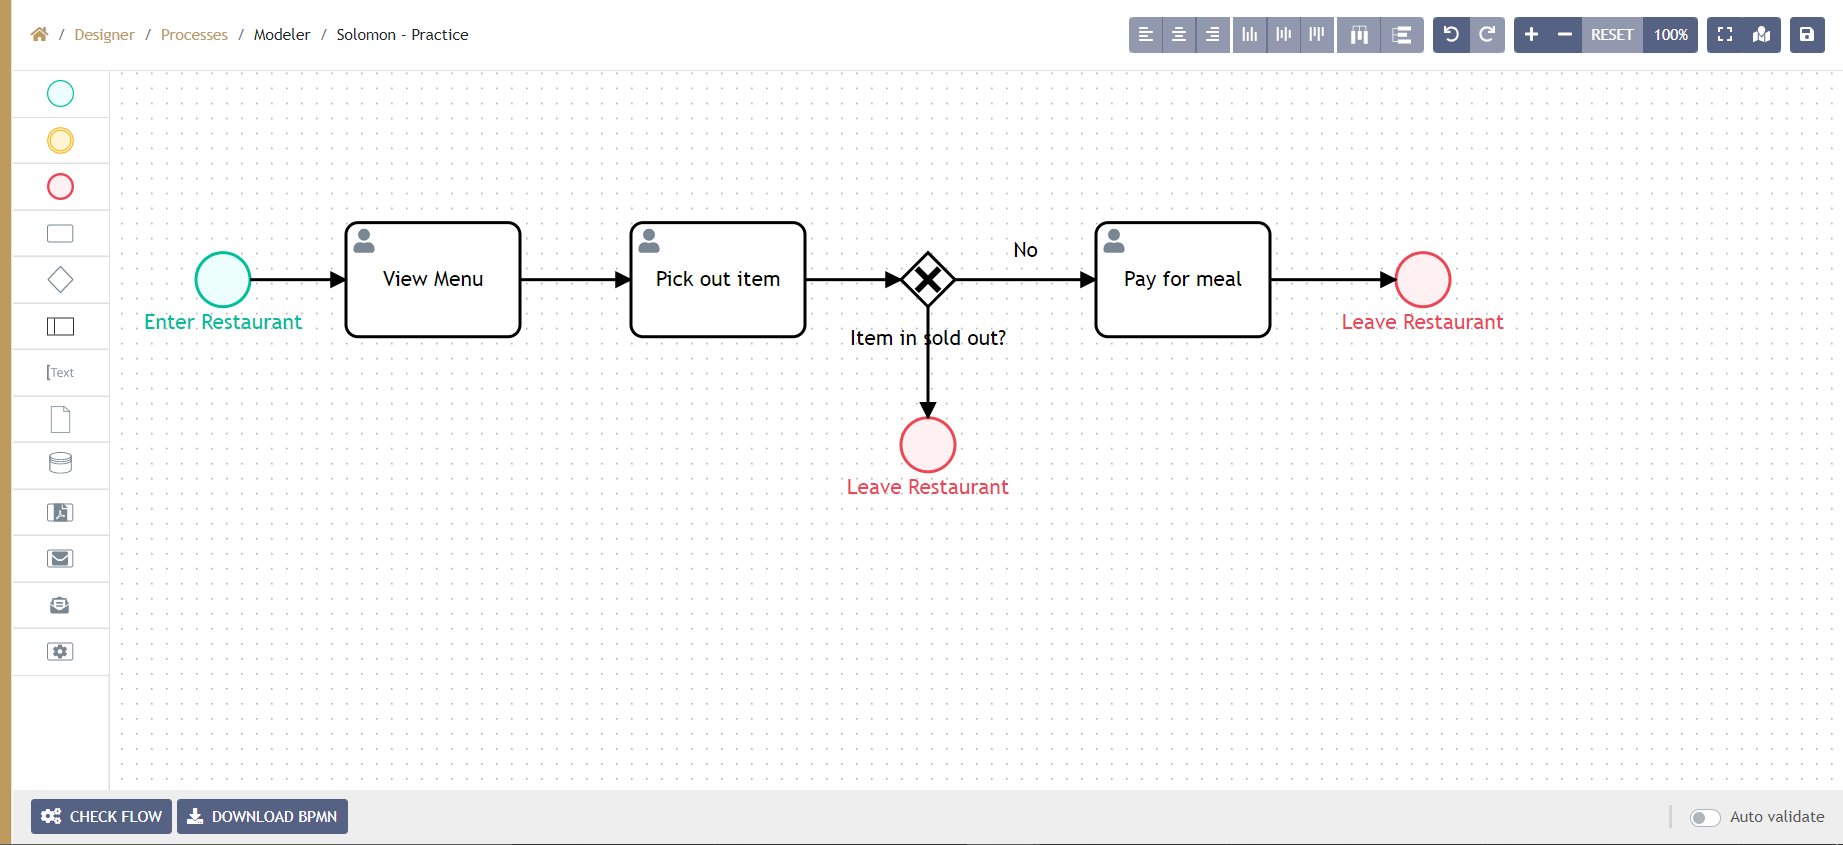 / Designer / Processes / Modeler / Solomon - Practice
RESET 100%
Text
No
View Menu
Pick out item
Pay for meal
Enter Restaurant
Leave Restaurant
Item in sold out?
Leave Restaurant
CHECK FLOW
DOWNLOAD BPMN
Auto validate